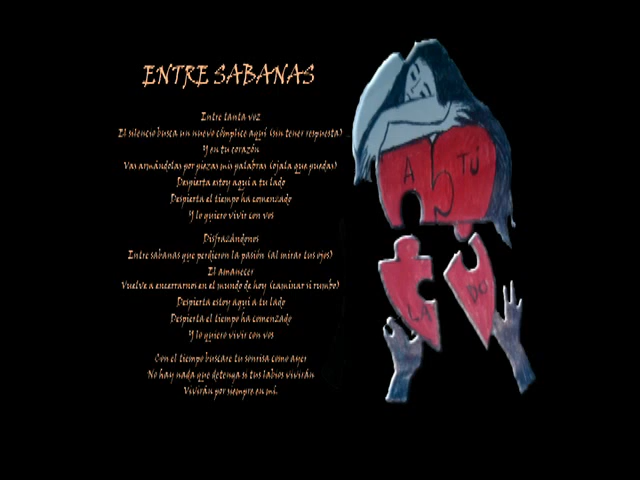 ENTRE SABANAS
Entre tanta voz
El silencio busca un nuevo cómplice aquí (sin tener respuesta)
Y en tu corazón
Vas armándolas por piezas mis palabras (ojala que puedas)
Despierta estoy aquí a tu lado
Despierta el tiempo ha comenzado
Y lo quiero vivir con vos
Disfrazándonos
Entre sabanas que perdieron la pasión (al mirar tus ojos)
El amanecer
Vuelve a encerrarnos en el mundo de hoy (caminar si rumbo)
Despierta estoy aquí a tu lado
Despierta el tiempo ha comenzado
Y lo quiero vivir con vos
Con el tiempo buscare tu sonrisa como ayer
No hay nada que detenga si tus labios vivirán
Vivirán por siempre en mí.
A TÚ
LA DO